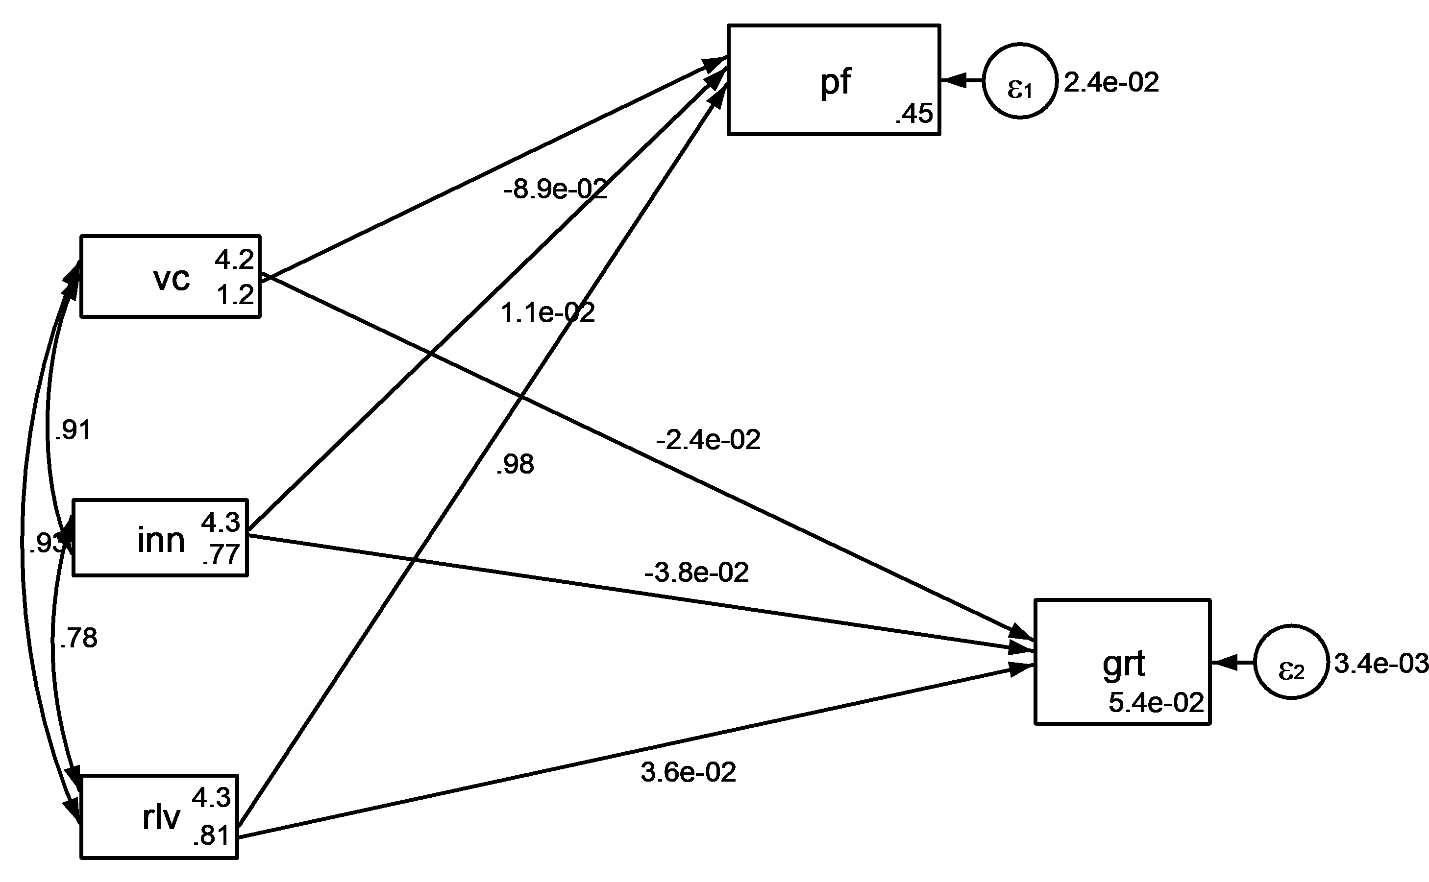 pf
.45
ε1
2.4e-02
-8.9e-02
vc
4.2
1.2
1.1e-02
.91
-2.4e-02
.98
inn
4.3
.77
.93
-3.8e-02
.78
grt
5.4e-02
ε2
3.4e-03
3.6e-02
rlv
4.3
.81